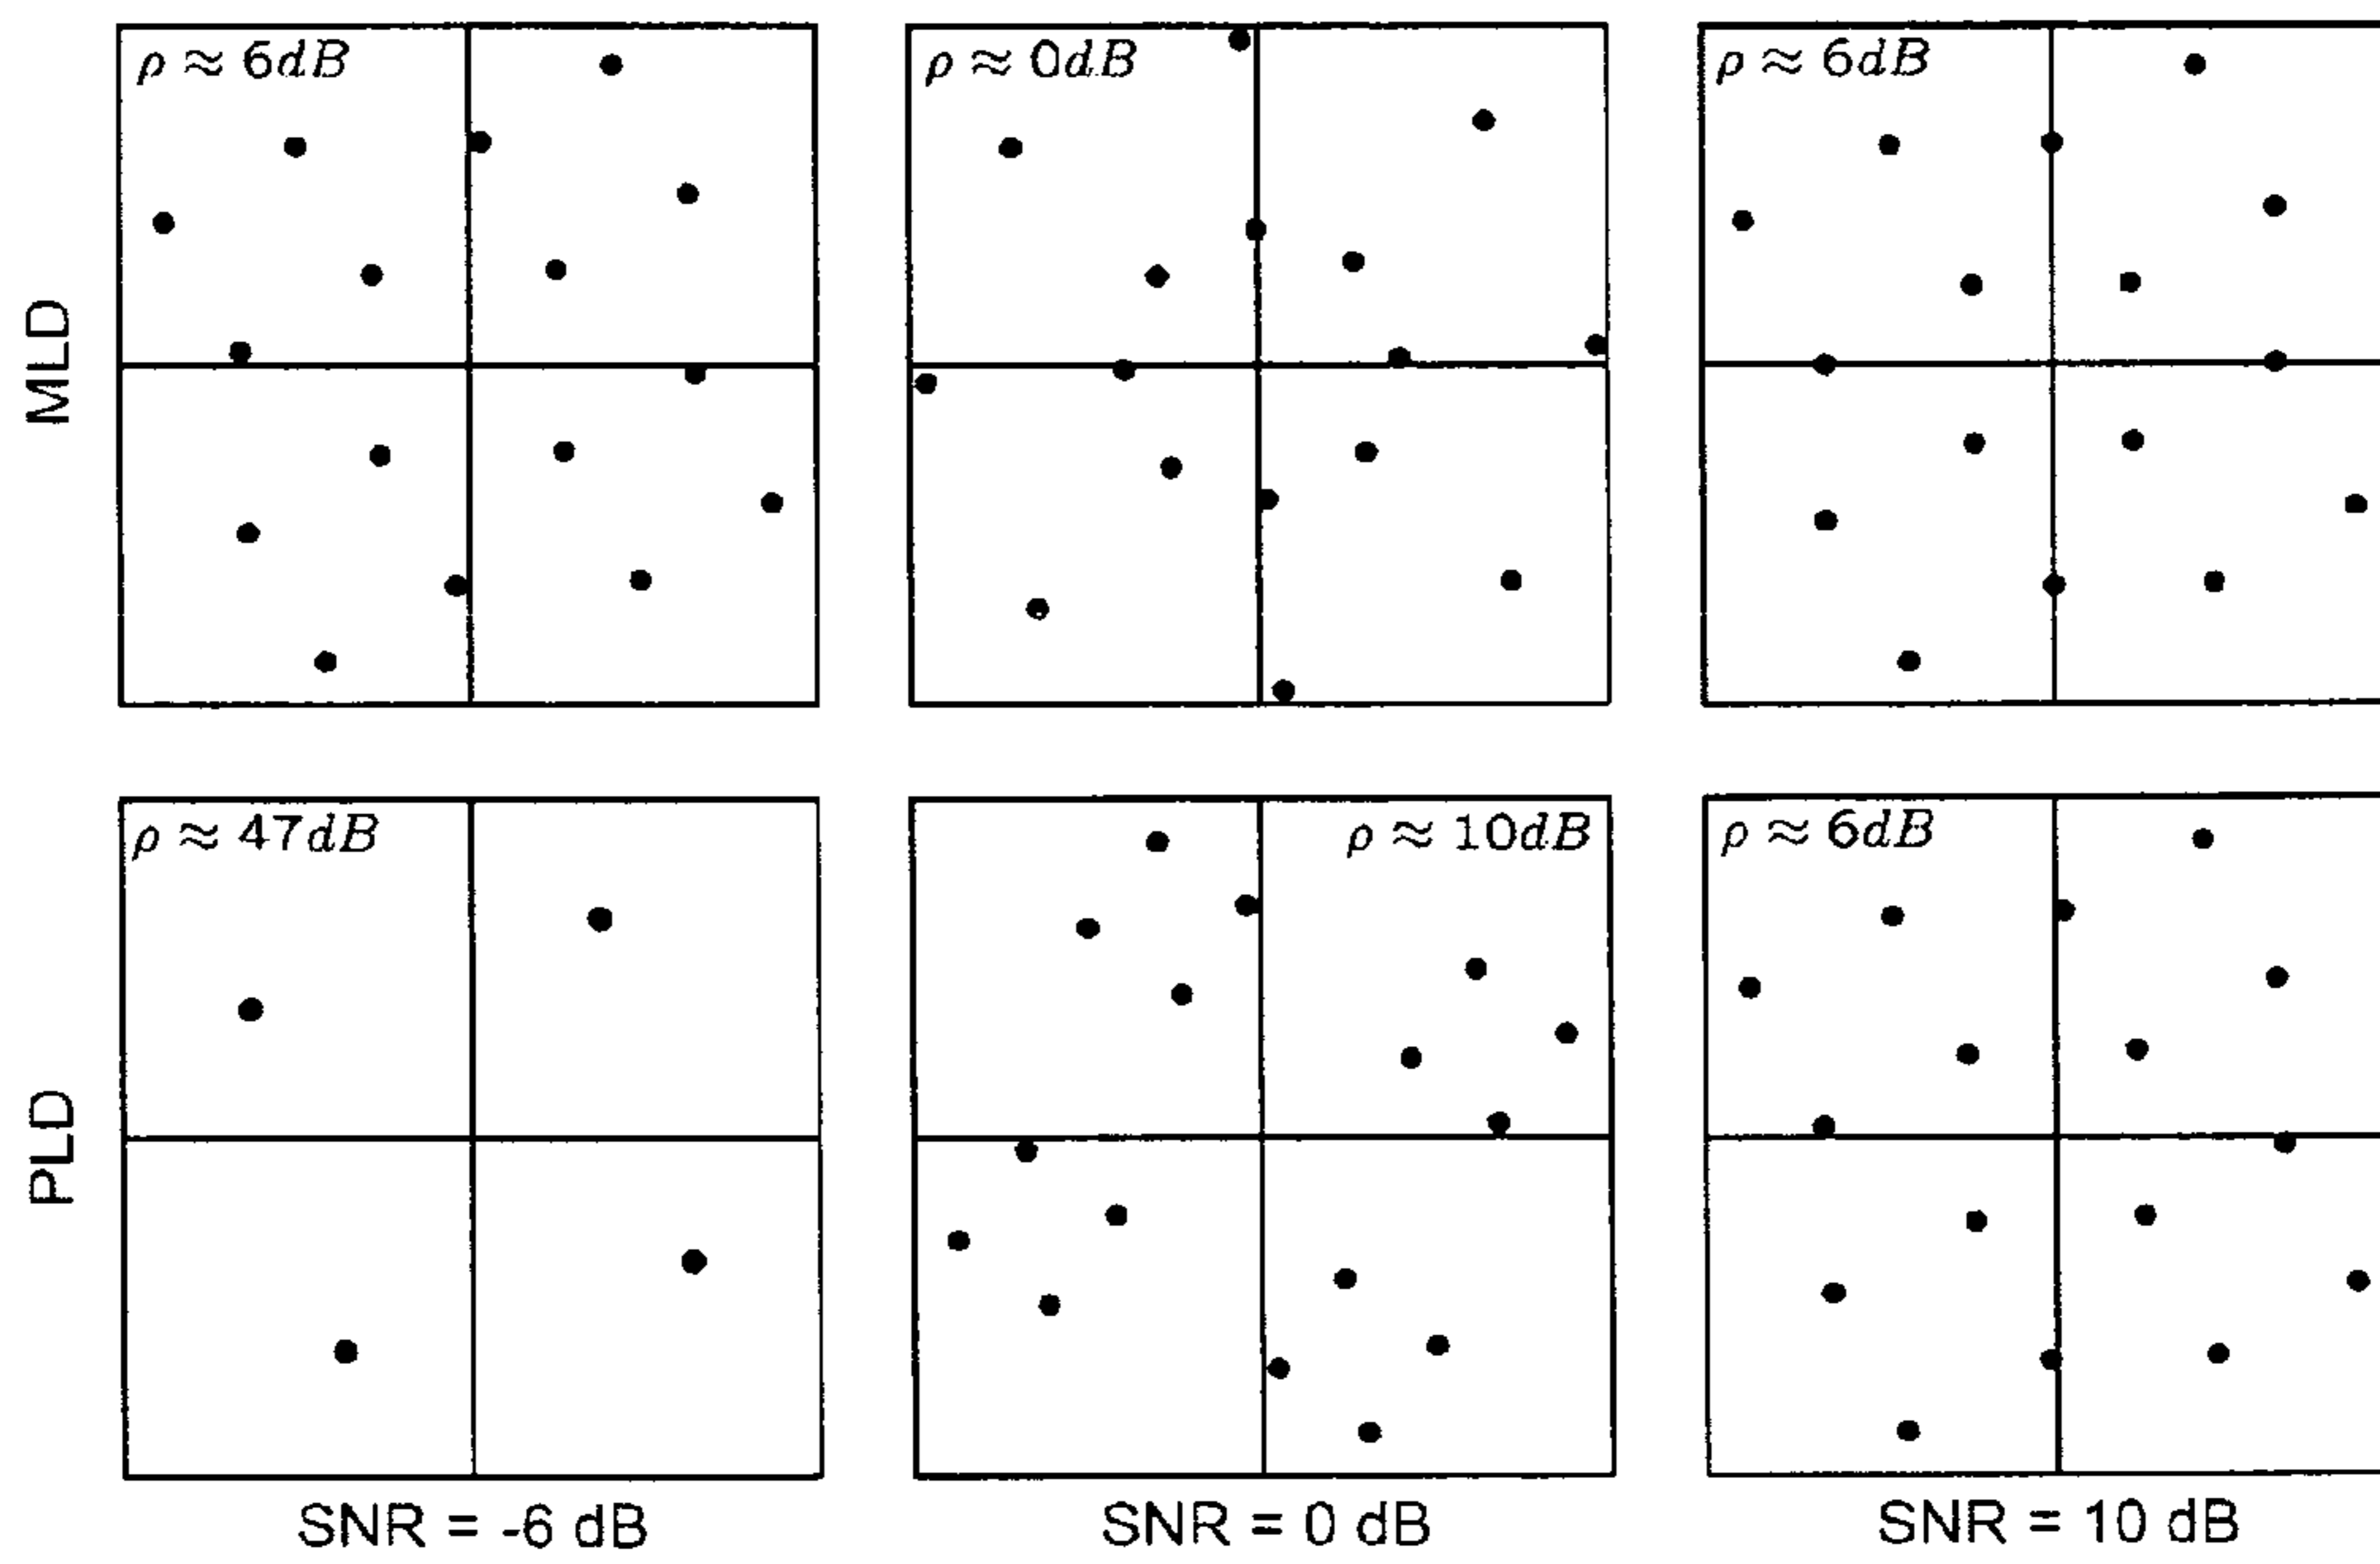 ρ ≈ 6dB
ρ ≈ 0dB
ρ ≈ 6dB
MLD
ρ ≈ 47dB
ρ ≈ 10dB
ρ ≈ 6dB
PLD
SNR = -6 dB
SNR = 0 dB
SNR = 10 dB